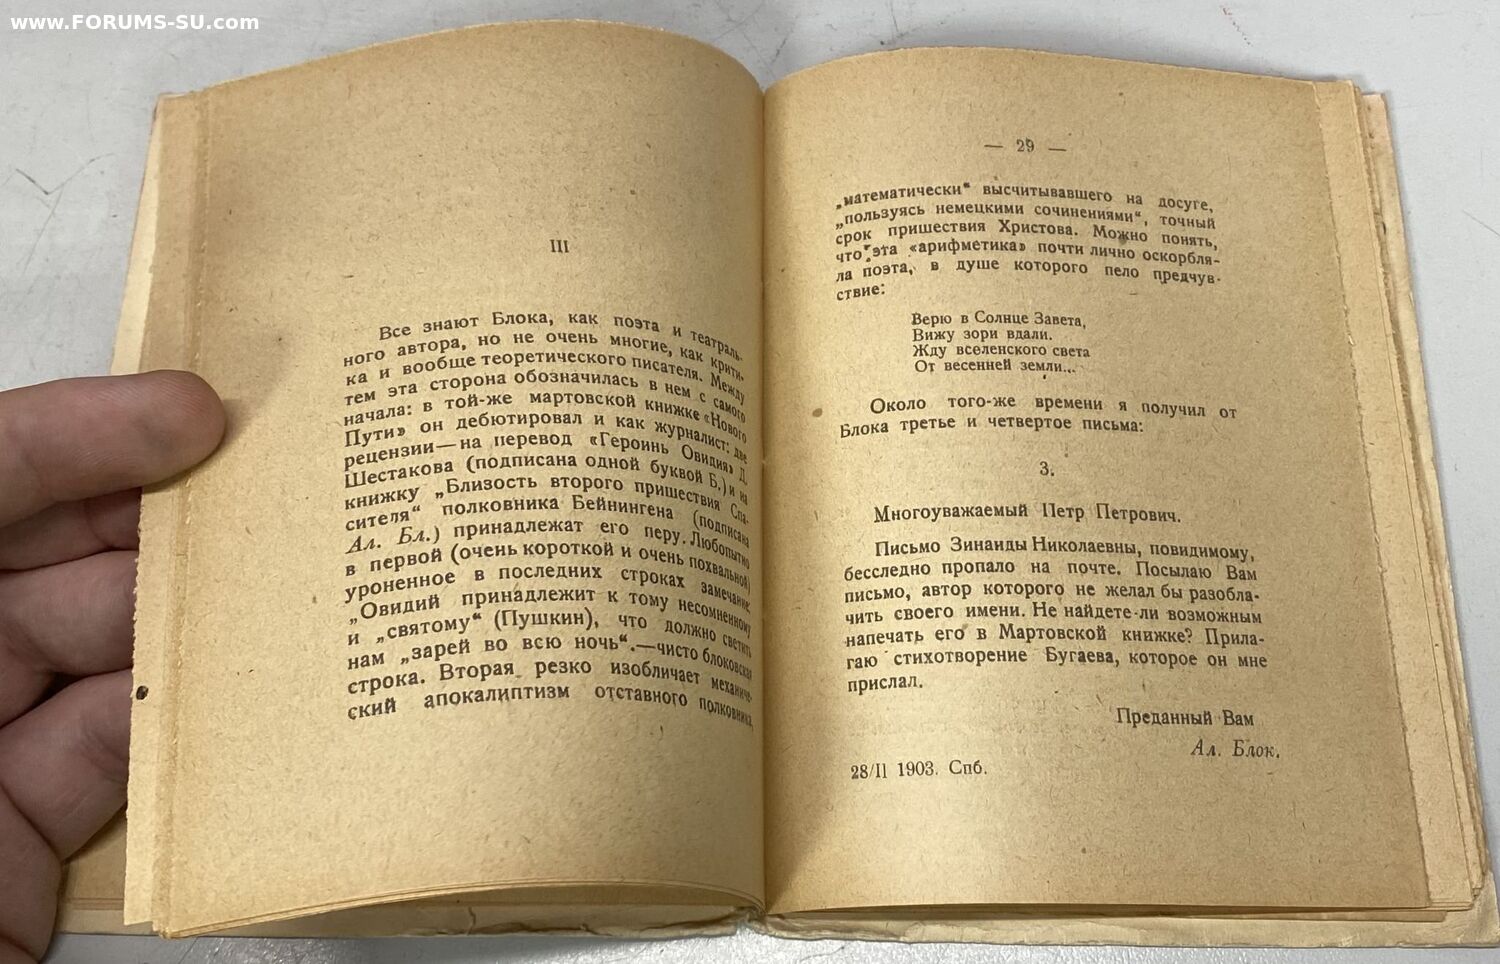 www.FORUMS-SU.com
III
Все знают Блока, как поэта и театраль-
ного автора, но не очень многие, как крити-
ка и вообще теоретического писателя. Между
тем эта сторона обозначилась в нем с самого
начала: в той-же мартовской книжке «Нового
Пути» он дебютировал и как журналист: две
рецензии—на перевод «Героинь Овидия» Д.
Шестакова (подписана одной буквой Б.) и на
книжку „Близость второго пришествия Спа-
сителя“ полковника Бейнингена (подписана
Ал. Бл.) принадлежат его перу. Любопытно
в первой (очень короткой и очень похвальной)
уроненное в последних строках замечание:
„Овидий принадлежит к тому несомненному
и „святому“ (Пушкин), что должно светить
нам „зарей во всю ночь“.—чисто блоковская
строка. Вторая резко изобличает механиче-
ский апокалиптизм отставного полковника,
— 29 —
„математически“ высчитывавшего на досуге,
„пользуясь немецкими сочинениями“, точный
срок пришествия Христова. Можно понять,
что эта «арифметика» почти лично оскорбля-
ла поэта, в душе которого пело предчув-
ствие:
Верю в Солнце Завета,
Вижу зори вдали.
Жду вселенского света
От весенней земли...
Около того-же времени я получил от
Блока третье и четвертое письма:
3.
Многоуважаемый Петр Петрович.
Письмо Зинаиды Николаевны, повидимому,
бесследно пропало на почте. Посылаю Вам
письмо, автор которого не желал бы разобла-
чить своего имени. Не найдете-ли возможным
напечать его в Мартовской книжке? Прила-
гаю стихотворение Бугаева, которое он мне
прислал.
Преданный Вам
Ал. Блок.
28/II 1903. Спб.